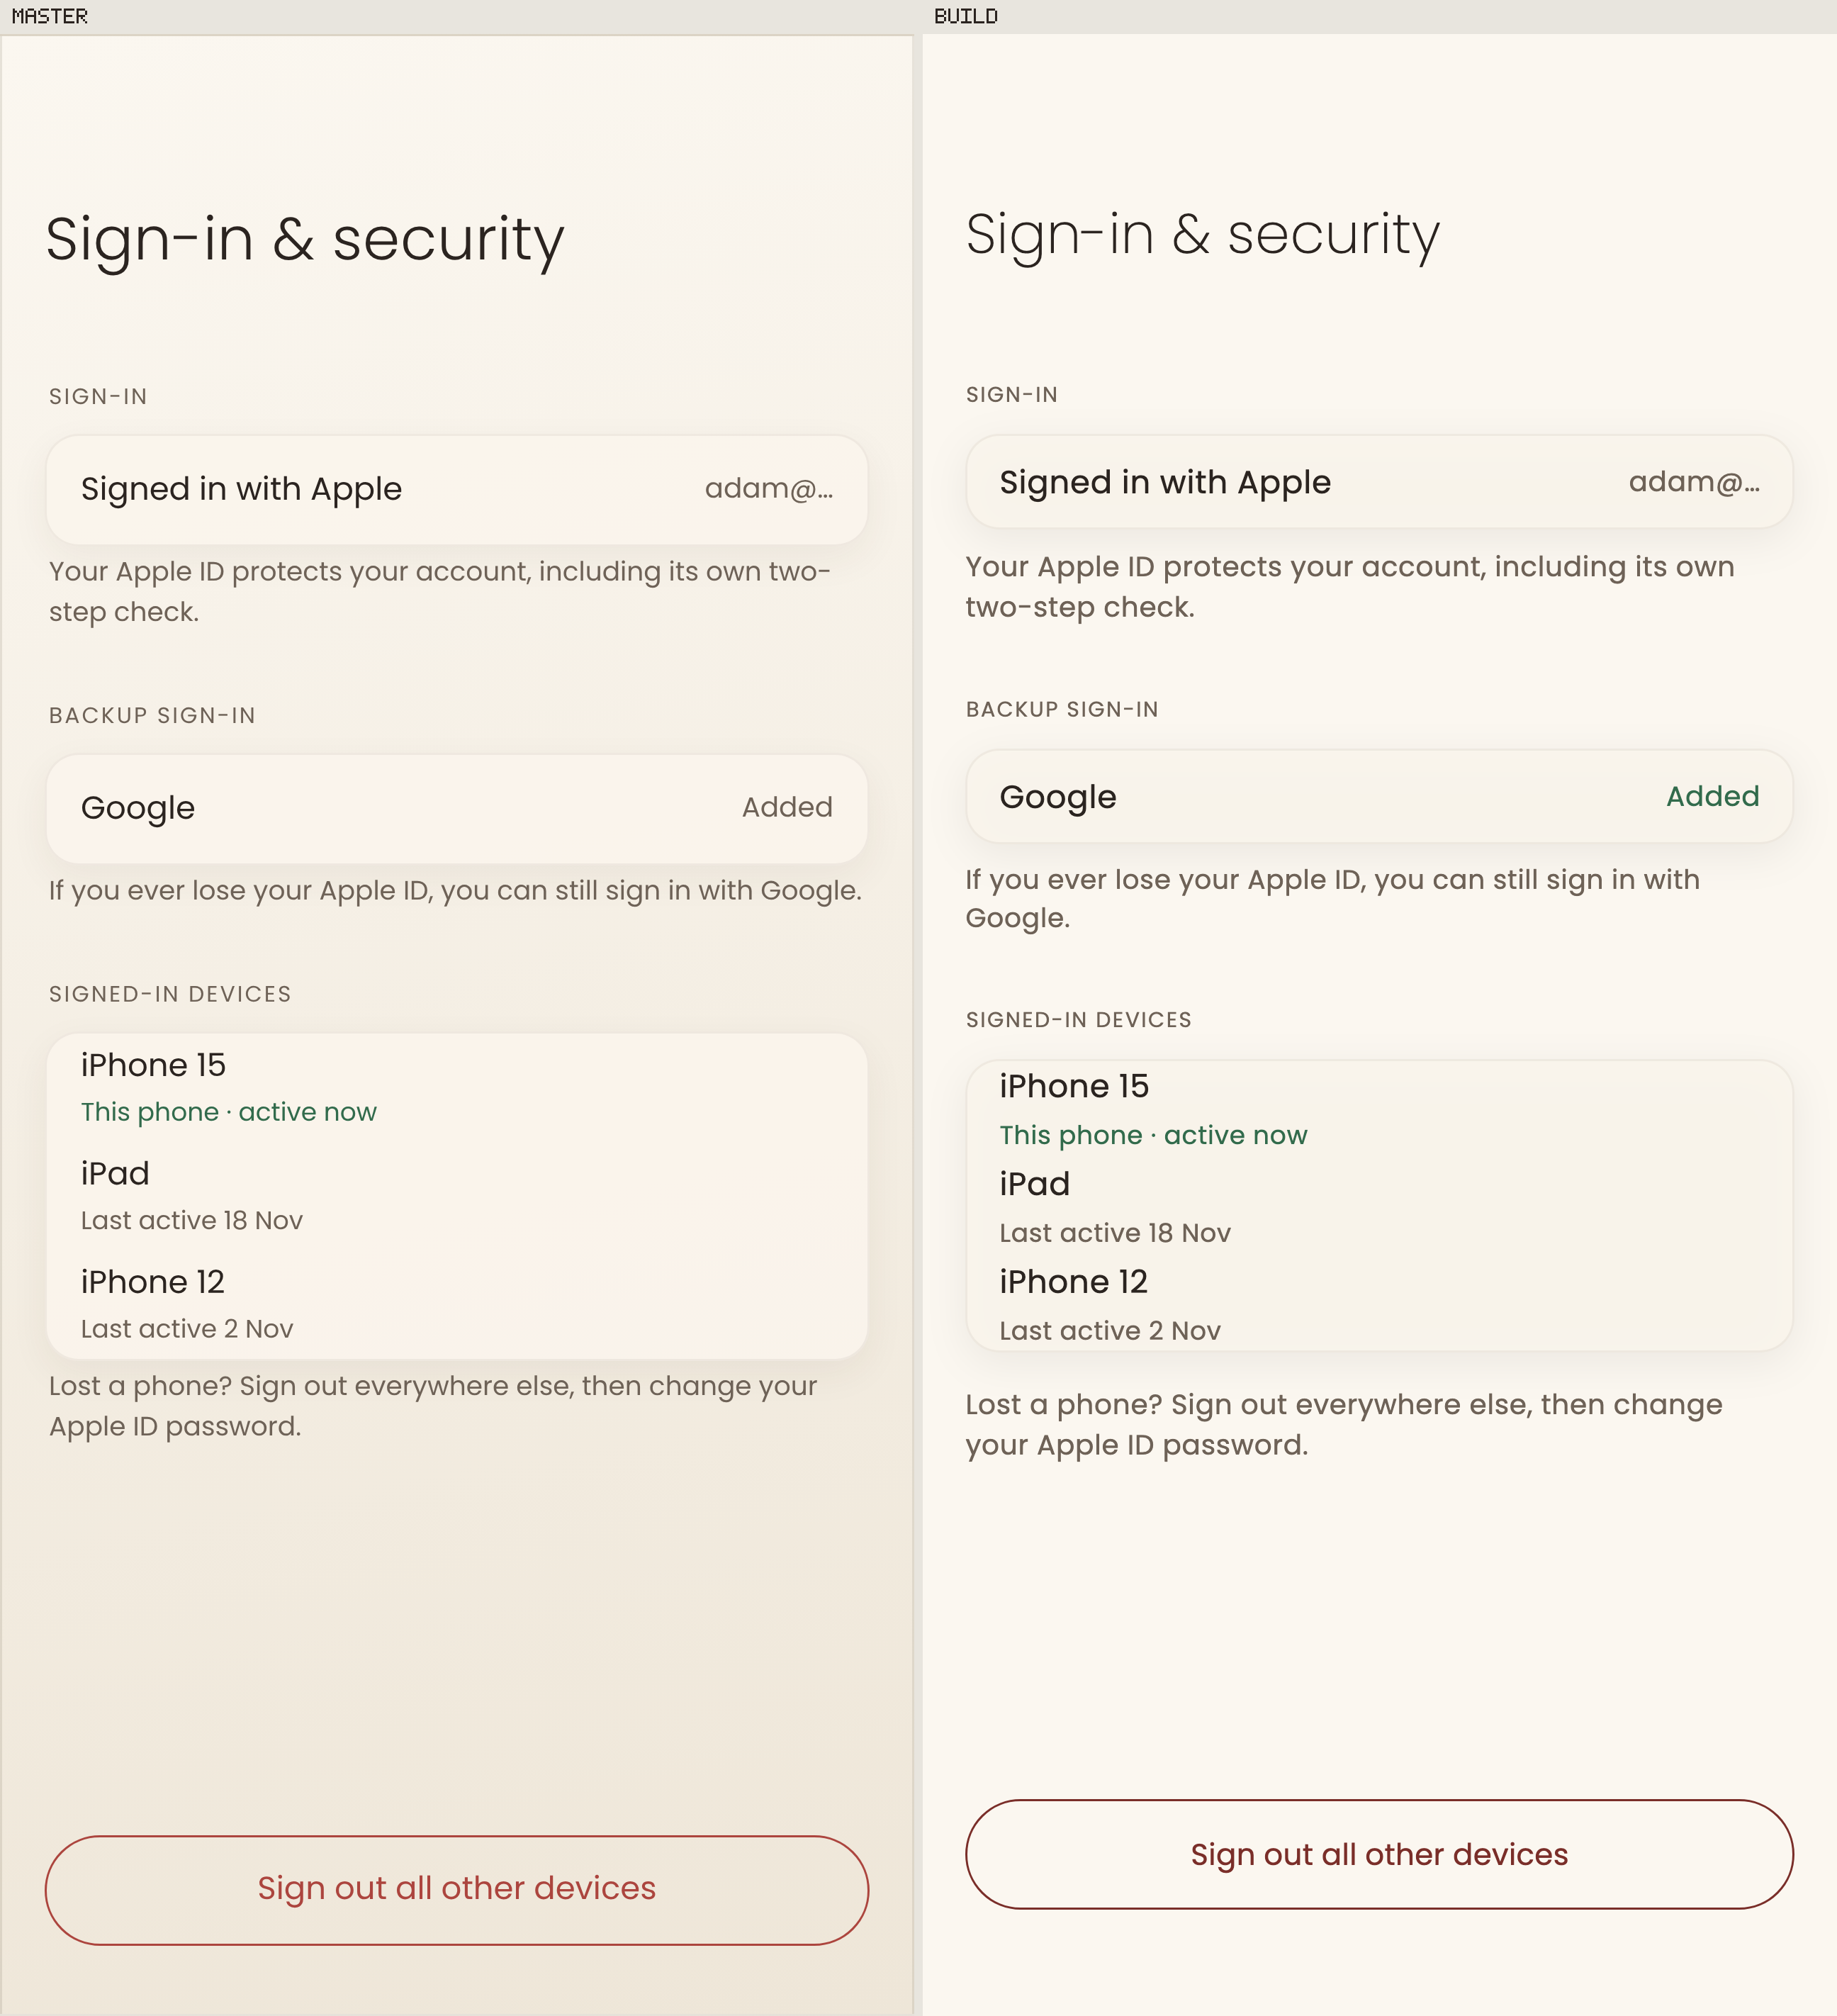 MASTER
Sign-in & security
SIGN-IN
Signed in with Apple
adam@...
Your Apple ID protects your account, including its own two-
step check.
BACKUP SIGN-IN
Google
Added
If you ever lose your Apple ID, you can still sign in with Google.
SIGNED-IN DEVICES
iPhone 15
This phone · active now
iPad
Last active 18 Nov
iPhone 12
Last active 2 Nov
Lost a phone? Sign out everywhere else, then change your
Apple ID password.
Sign out all other devices
BUILD
Sign-in & security
SIGN-IN
Signed in with Apple
adam@...
Your Apple ID protects your account, including its own
two-step check.
BACKUP SIGN-IN
Google
Added
If you ever lose your Apple ID, you can still sign in with
Google.
SIGNED-IN DEVICES
iPhone 15
This phone · active now
iPad
Last active 18 Nov
iPhone 12
Last active 2 Nov
Lost a phone? Sign out everywhere else, then change
your Apple ID password.
Sign out all other devices